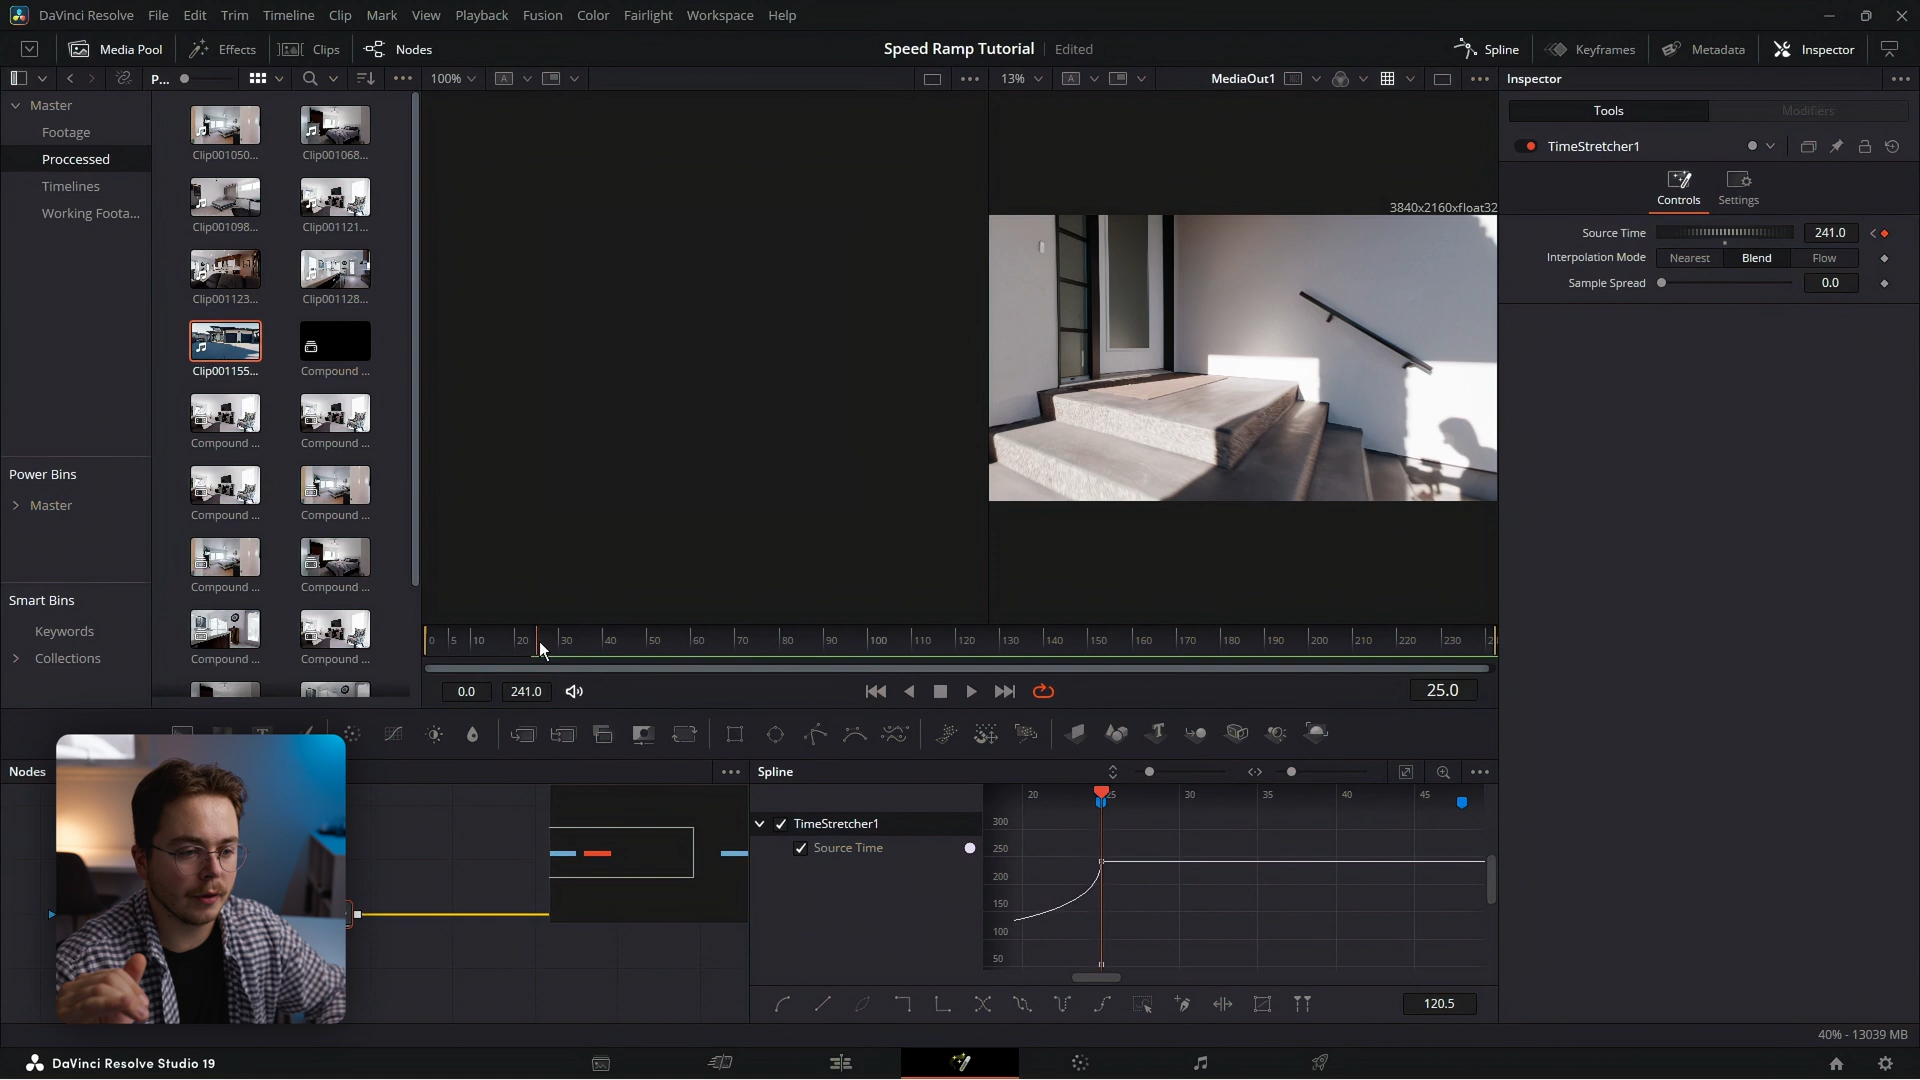 DaVinci Resolve File Edit Trim Timeline Clip Mark View Playback Fusion Color Fairlight Workspace Help
Media Pool Effects Clips Nodes Speed Ramp Tutorial Edited Spline Keyframes Metadata Inspector
P... 100% 13% MediaOut1 Inspector
Master
Footage
Proccessed
Timelines
Working Foota...
Power Bins
Master
Smart Bins
Keywords
Collections
Clip001050... Clip001068...
Clip001098... Clip001121...
Clip001123... Clip001128...
Clip001155... Compound ...
Compound ... Compound ...
Compound ... Compound ...
Compound ... Compound ...
Compound ... Compound ...
3840x2160xfloat32
0 5 10 20 30 40 50 60 70 80 90 100 110 120 130 140 150 160 170 180 190 200 210 220 230 2
0.0 241.0 25.0
Tools Modifiers
TimeStretcher1
Controls Settings
Source Time 241.0
Interpolation Mode Nearest Blend Flow
Sample Spread 0.0
Nodes Spline
TimeStretcher1
Source Time
20 25 30 35 40 45
300
250
200
150
100
50
120.5
40% - 13039 MB
DaVinci Resolve Studio 19